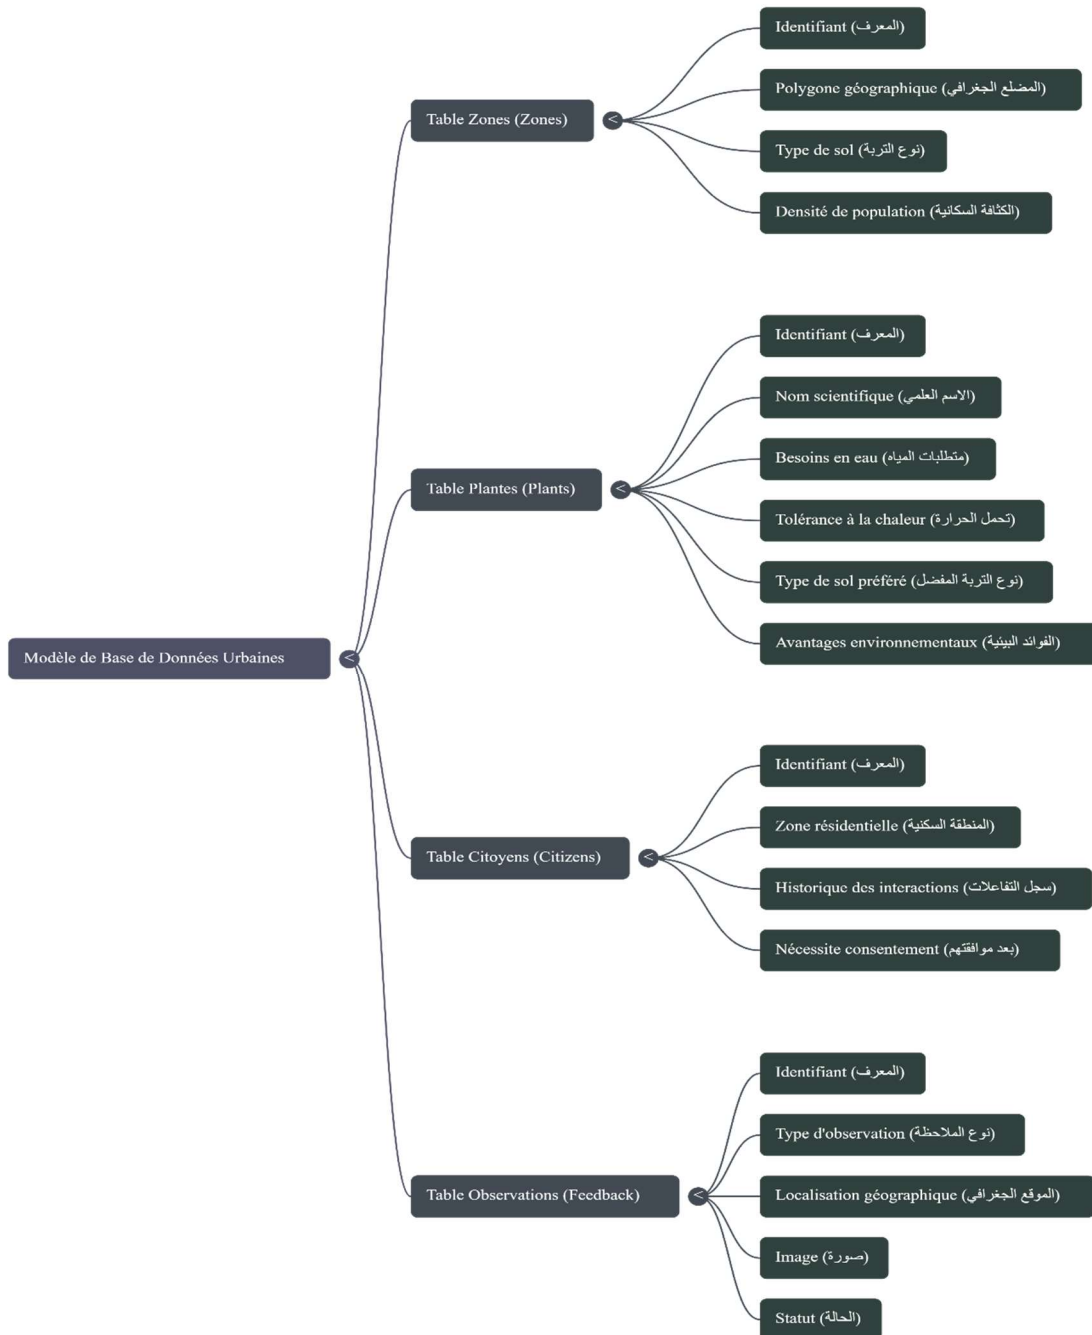 Modèle de Base de Données Urbaines
Table Zones (Zones)
Identifiant (المعرف)
Polygone géographique (المضلع الجغرافي)
Type de sol (نوع التربة)
Densité de population (الكثافة السكانية)
Table Plantes (Plants)
Identifiant (المعرف)
Nom scientifique (الاسم العلمي)
Besoins en eau (متطلبات المياه)
Tolérance à la chaleur (تحمل الحرارة)
Type de sol préféré (نوع التربة المفضل)
Avantages environnementaux (الفوائد البيئية)
Table Citoyens (Citizens)
Identifiant (المعرف)
Zone résidentielle (المنطقة السكنية)
Historique des interactions (سجل التفاعلات)
Nécessite consentement (بعد موافقتهم)
Table Observations (Feedback)
Identifiant (المعرف)
Type d'observation (نوع الملاحظة)
Localisation géographique (الموقع الجغرافي)
Image (صورة)
Statut (الحالة)